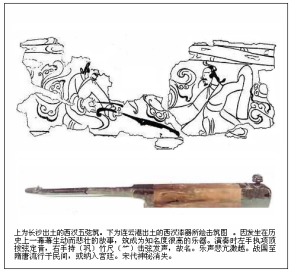 上为长沙出土的西汉五弦筑。下为连云港出土的西汉漆器所绘击筑图 。因发生在历
史上一幕幕生动而悲壮的故事，筑成为知名度很高的乐器。演奏时左手执项顶
按弦定音，右手持（巩）竹尺（⺮）击弦发声，故名。乐声悲亢激越。战国至
隋唐流行于民间，或纳入宫廷。宋代神秘消失。